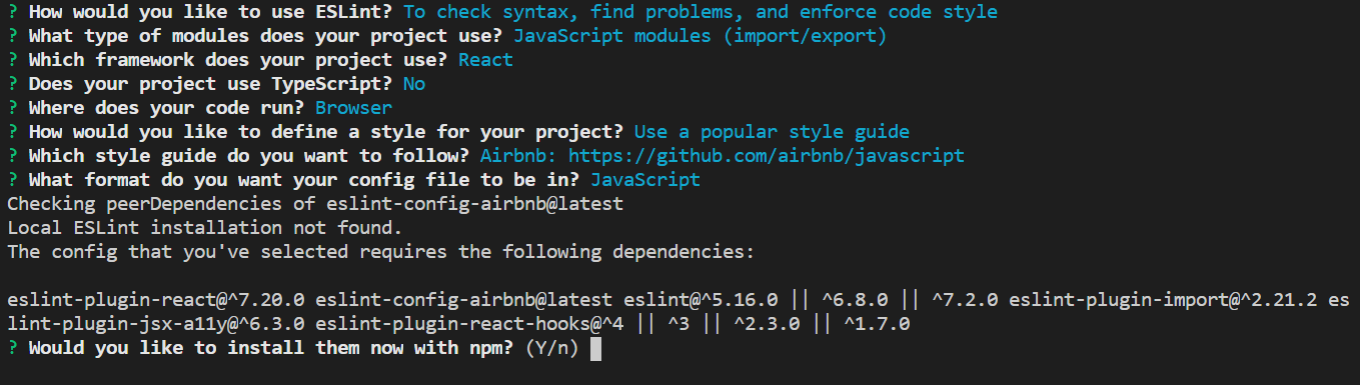 ? How would you like to use ESLint? To check syntax, find problems, and enforce code style
? What type of modules does your project use? JavaScript modules (import/export)
? Which framework does your project use? React
? Does your project use TypeScript? No
? Where does your code run? Browser
? How would you like to define a style for your project? Use a popular style guide
? Which style guide do you want to follow? Airbnb: https://github.com/airbnb/javascript
? What format do you want your config file to be in? JavaScript
Checking peerDependencies of eslint-config-airbnb@latest
Local ESLint installation not found.
The config that you've selected requires the following dependencies:

eslint-plugin-react@^7.20.0 eslint-config-airbnb@latest eslint@^5.16.0 || ^6.8.0 || ^7.2.0 eslint-plugin-import@^2.21.2 es
lint-plugin-jsx-a11y@^6.3.0 eslint-plugin-react-hooks@^4 || ^3 || ^2.3.0 || ^1.7.0
? Would you like to install them now with npm? (Y/n)